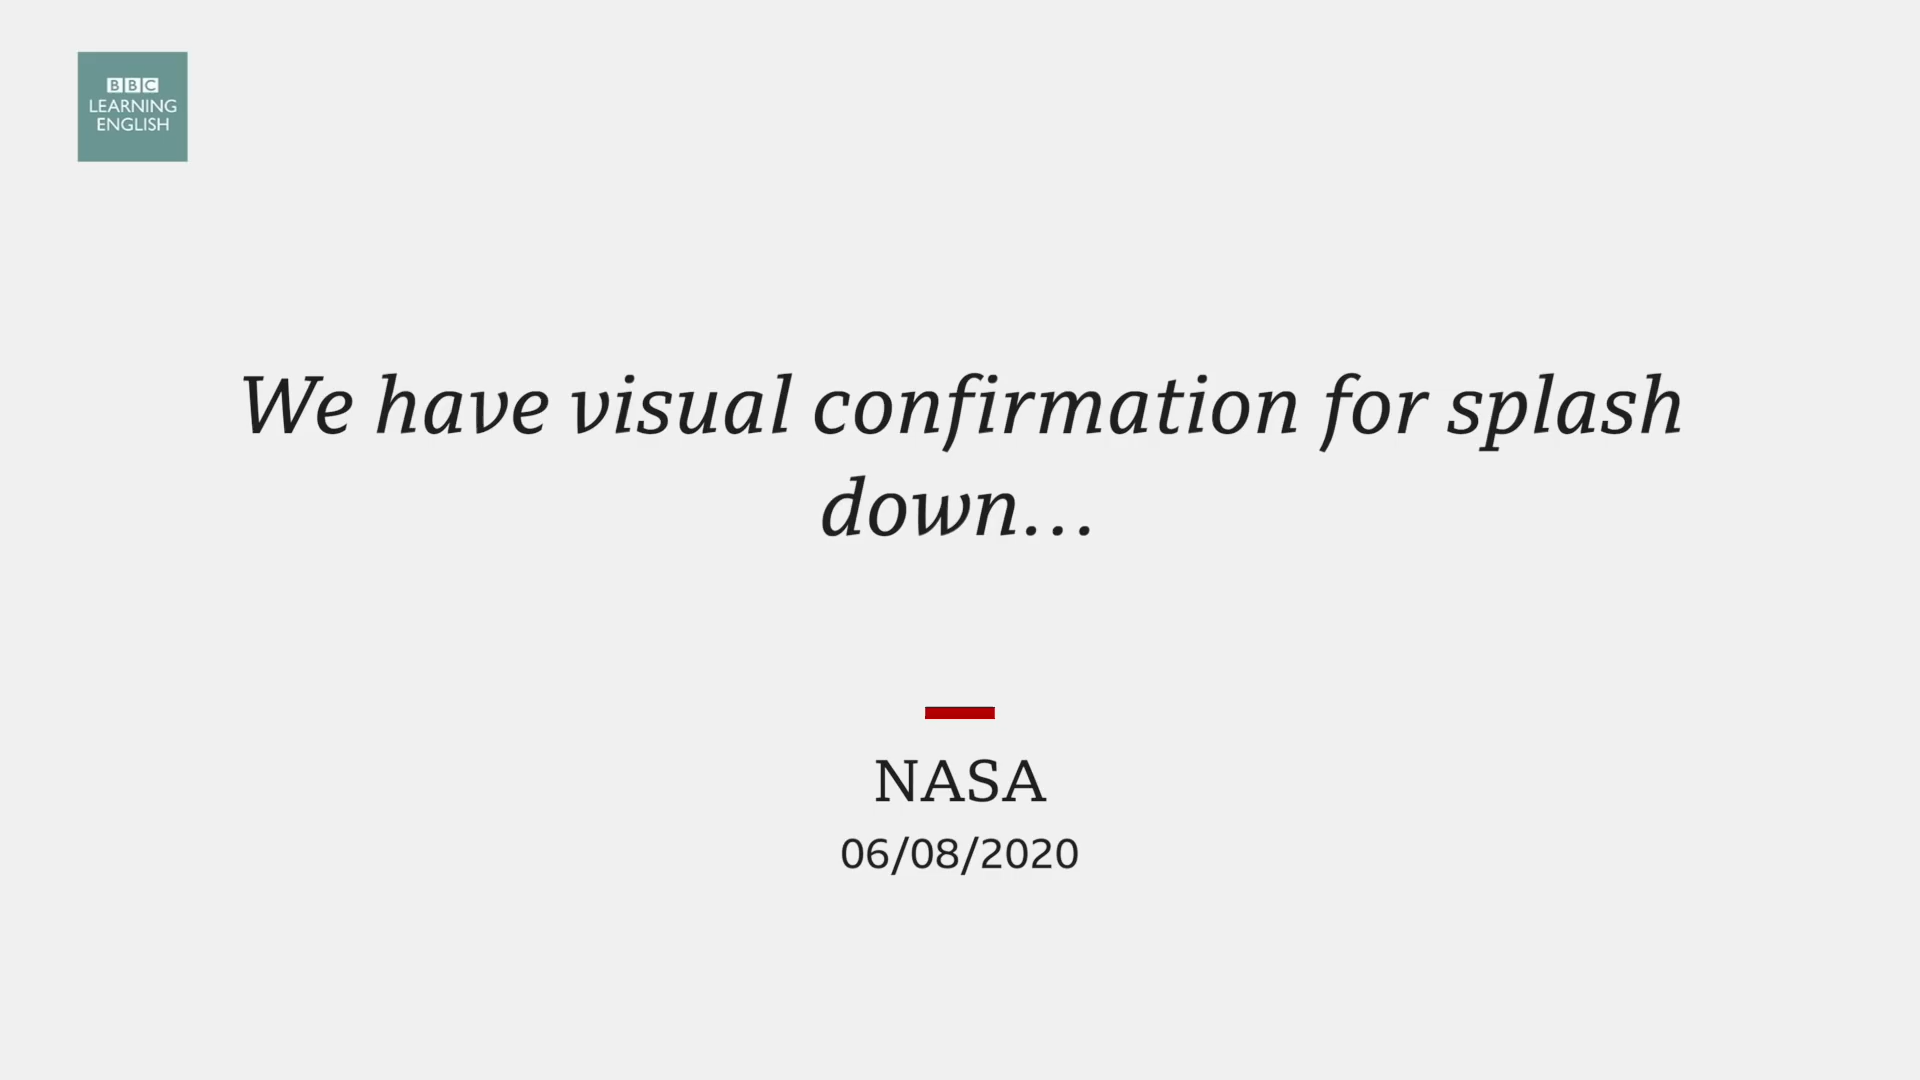 BBC
LEARNING
ENGLISH
We have visual confirmation for splash
down...
NASA
06/08/2020